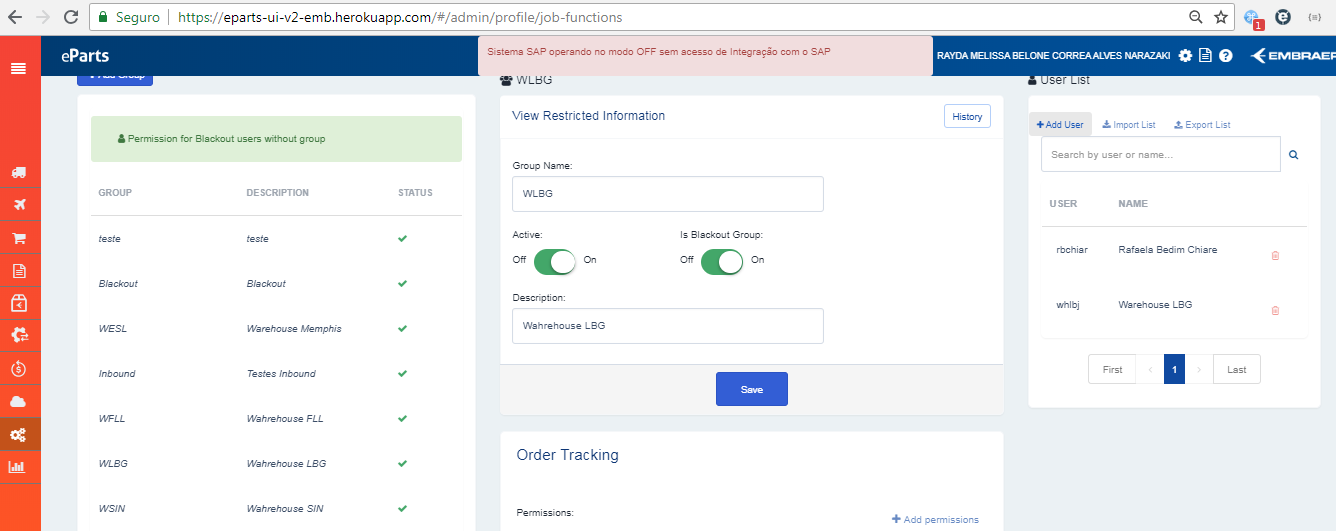 Seguro https://eparts-ui-v2-emb.herokuapp.com/#/admin/profile/job-functions
1
eParts
Sistema SAP operando no modo OFF sem acesso de Integração com o SAP
RAYDA MELISSA BELONE CORREA ALVES NARAZAKI
EMBRAER
+ Add Group
Permission for Blackout users without group
GROUP DESCRIPTION STATUS
teste teste
Blackout Blackout
WESL Warehouse Memphis
Inbound Testes Inbound
WFLL Wahrehouse FLL
WLBG Wahrehouse LBG
WSIN Wahrehouse SIN
WLBG
View Restricted Information
History
Group Name:
WLBG
Active: Is Blackout Group:
Off On Off On
Description:
Wahrehouse LBG
Save
Order Tracking
Permissions:
+ Add permissions
User List
+ Add User Import List Export List
Search by user or name...
USER NAME
rbchiar Rafaela Bedim Chiare
whlbj Warehouse LBG
First ‹ 1 › Last